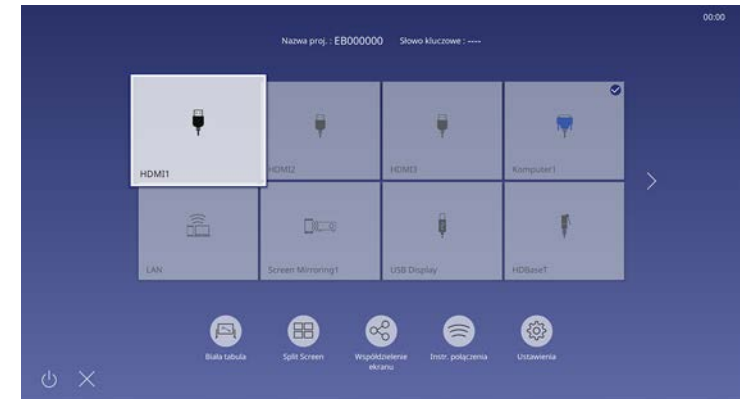 00:00
Nazwa proj. : EB000000 Słowo kluczowe : ----
HDMI1
HDMI2
HDMI3
Komputer1
LAN
Screen Mirroring1
USB Display
HDBaseT
Biała tabula
Split Screen
Współdzielenie
ekranu
Instr. połączenia
Ustawienia